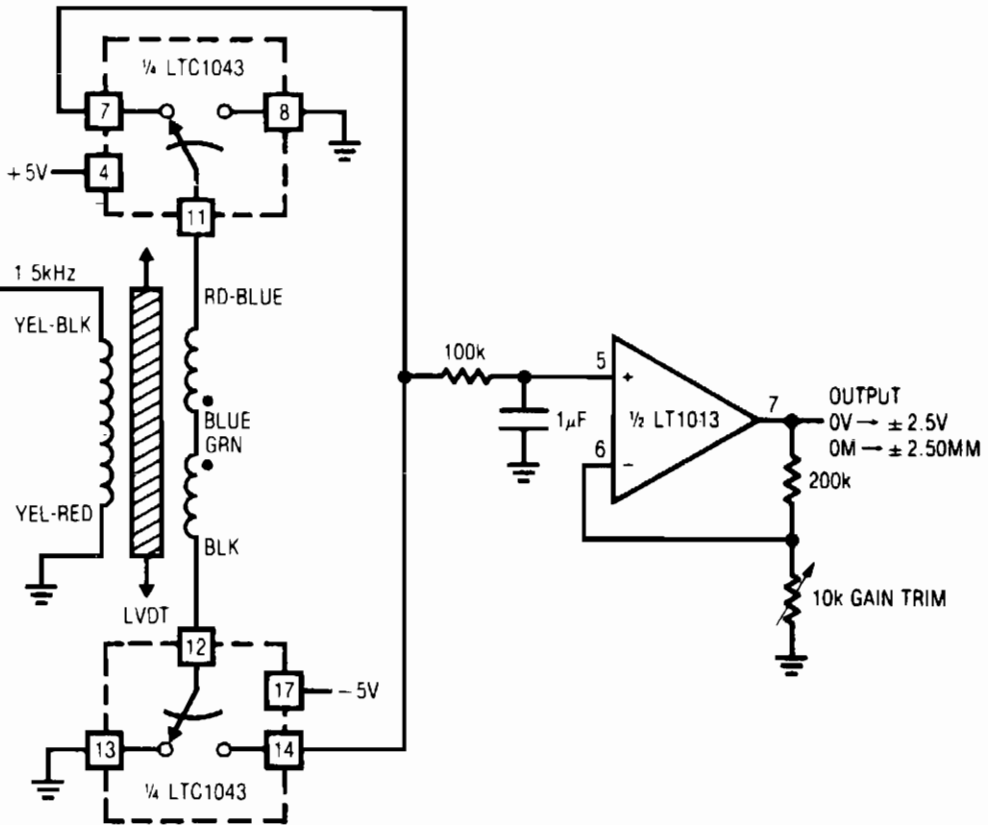 ¼ LTC1043
7
8
+5V
4
11
1 5kHz
RD-BLUE
YEL-BLK
BLUE
GRN
YEL-RED
BLK
LVDT
12
17
-5V
13
14
¼ LTC1043
100k
1µF
5
+
½ LT1013
6
-
7
OUTPUT
0V → ± 2.5V
0M → ± 2.50MM
200k
10k GAIN TRIM